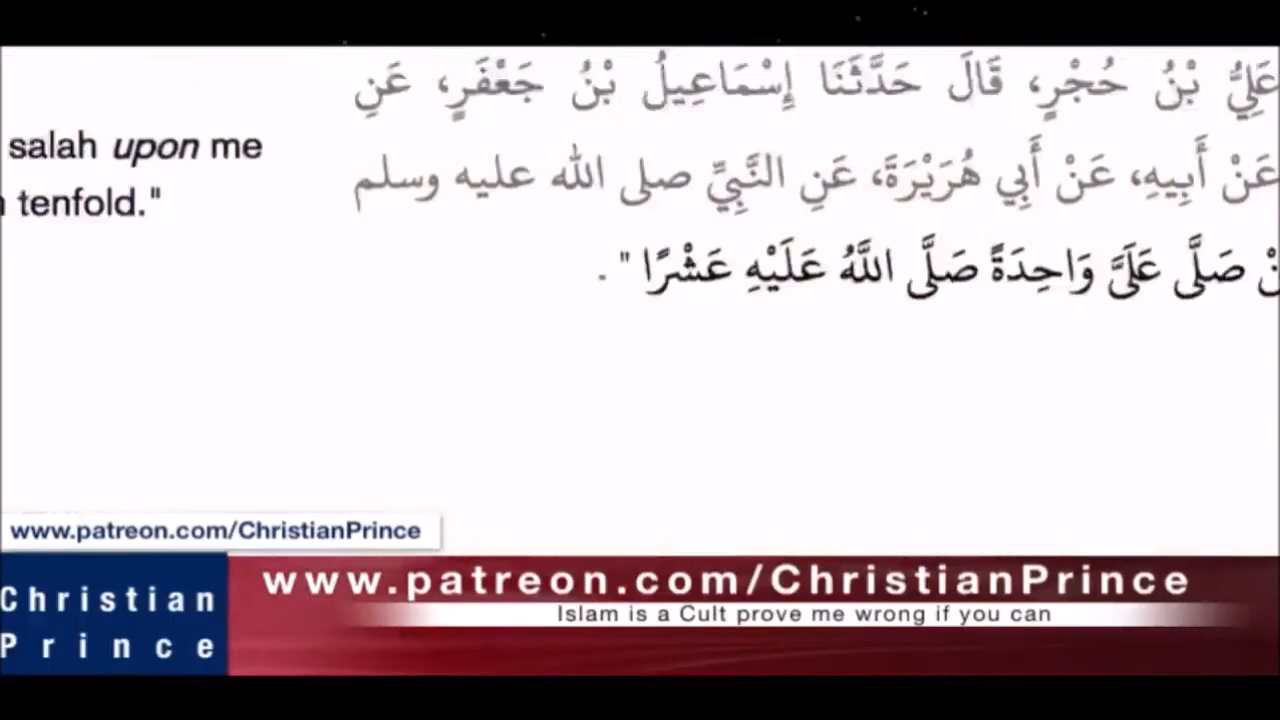 عَلِيُّ بْنُ حُجْرٍ، قَالَ حَدَّثَنَا إِسْمَاعِيلُ بْنُ جَعْفَرٍ، عَنِ
عَنْ أَبِيهِ، عَنْ أَبِي هُرَيْرَةَ، عَنِ النَّبِيِّ صلى الله عليه وسلم
صَلَّى عَلَىَّ وَاحِدَةً صَلَّى اللَّهُ عَلَيْهِ عَشْرًا " .
salah upon me
tenfold."
www.patreon.com/ChristianPrince
Christian
Prince
www.patreon.com/ChristianPrince
Islam is a Cult prove me wrong if you can